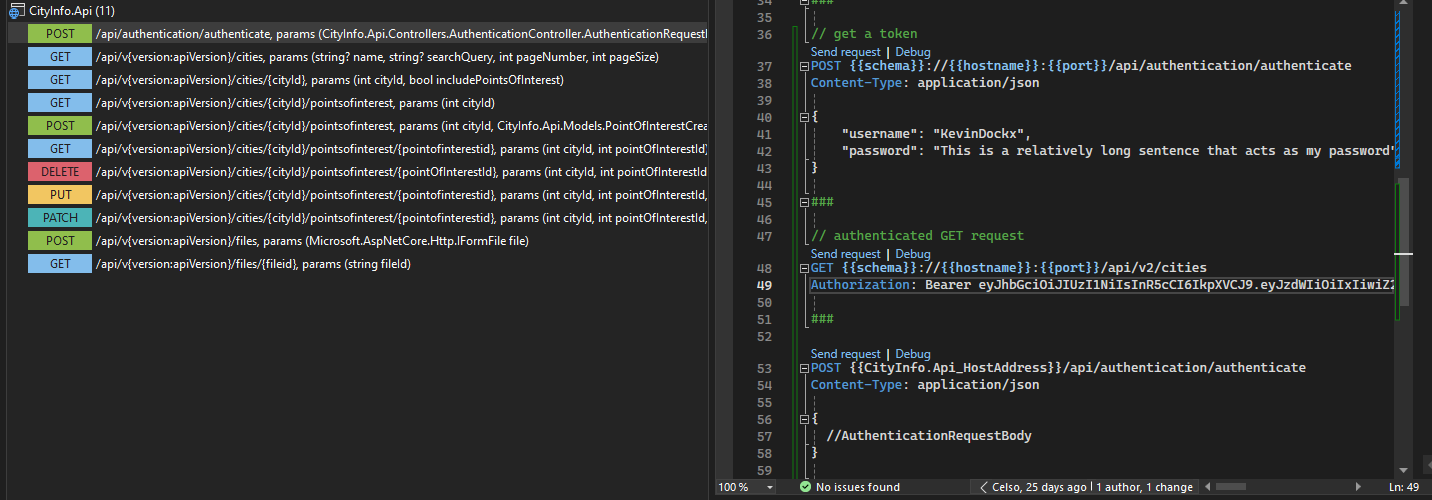 CityInfo.Api (11)
POST /api/authentication/authenticate, params (CityInfo.Api.Controllers.AuthenticationController.AuthenticationRequestl
GET /api/v{version:apiVersion}/cities, params (string? name, string? searchQuery, int pageNumber, int pageSize)
GET /api/v{version:apiVersion}/cities/{cityId}, params (int cityId, bool includePointsOfInterest)
GET /api/v{version:apiVersion}/cities/{cityId}/pointsofinterest, params (int cityId)
POST /api/v{version:apiVersion}/cities/{cityId}/pointsofinterest, params (int cityId, CityInfo.Api.Models.PointOfInterestCrea
GET /api/v{version:apiVersion}/cities/{cityId}/pointsofinterest/{pointofinterestid}, params (int cityId, int pointOfInterestId)
DELETE /api/v{version:apiVersion}/cities/{cityId}/pointsofinterest/{pointOfInterestId}, params (int cityId, int pointOfInterestId
PUT /api/v{version:apiVersion}/cities/{cityId}/pointsofinterest/{pointofinterestid}, params (int cityId, int pointOfInterestId,
PATCH /api/v{version:apiVersion}/cities/{cityId}/pointsofinterest/{pointofinterestid}, params (int cityId, int pointOfInterestId,
POST /api/v{version:apiVersion}/files, params (Microsoft.AspNetCore.Http.IFormFile file)
GET /api/v{version:apiVersion}/files/{fileid}, params (string fileId)
34 ###
35
36 // get a token
Send request | Debug
37 POST {{schema}}://{{hostname}}:{{port}}/api/authentication/authenticate
38 Content-Type: application/json
39
40 {
41 "username": "KevinDockx",
42 "password": "This is a relatively long sentence that acts as my password"
43 }
44
45 ###
46
47 // authenticated GET request
Send request | Debug
48 GET {{schema}}://{{hostname}}:{{port}}/api/v2/cities
49 Authorization: Bearer eyJhbGciOiJIUzI1NiIsInR5cCI6IkpXVCJ9.eyJzdWIiOiIxIiwiZ2
50
51 ###
52
Send request | Debug
53 POST {{CityInfo.Api_HostAddress}}/api/authentication/authenticate
54 Content-Type: application/json
55
56 {
57 //AuthenticationRequestBody
58 }
59
100 % No issues found Celso, 25 days ago | 1 author, 1 change Ln: 49